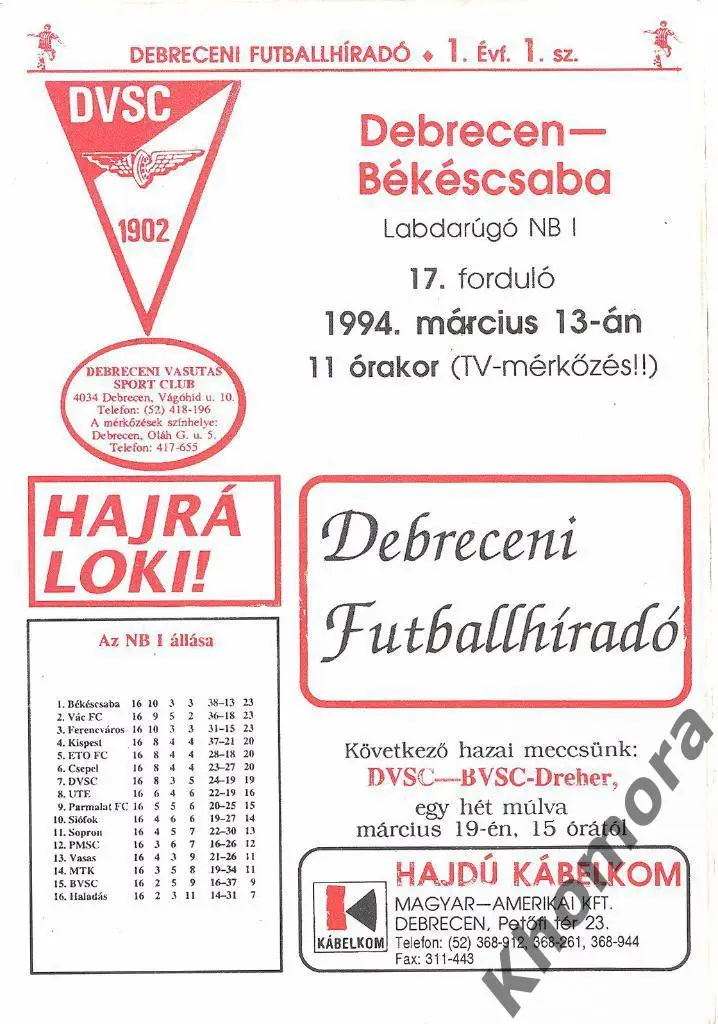 DEBRECENI FUTBALLHÍRADÓ ♦ 1. Évf. 1. sz.
DVSC
1902
Debrecen—
Békéscsaba
Labdarúgó NB I
17. forduló
1994. március 13-án
11 órakor (TV-mérkőzés!!)
DEBRECENI VASUTAS
SPORT CLUB
4034 Debrecen, Vágóhíd u. 10.
Telefon: (52) 418-196
A mérkőzések színhelye:
Debrecen, Oláh G. u. 5.
Telefon: 417-655
HAJRÁ
LOKI!
Debreceni
Futballhíradó
Az NB I állása
1. Békéscsaba 16 10 3 3 38-13 23
2. Vác FC 16 9 5 2 36-18 23
3. Ferencváros 16 10 3 3 31-15 23
4. Kispest 16 8 4 4 37-21 20
5. ETO FC 16 8 4 4 28-18 20
6. Csepel 16 8 4 4 23-27 20
7. DVSC 16 8 3 5 24-19 19
8. UTE 16 6 4 6 22-19 16
9. Parmalat FC 16 5 5 6 20-25 15
10. Siófok 16 4 6 6 19-27 14
11. Sopron 16 4 5 7 22-30 13
12. PMSC 16 3 6 7 16-26 12
13. Vasas 16 4 3 9 21-26 11
14. MTK 16 3 5 8 19-34 11
15. BVSC 16 2 5 9 16-37 9
16. Haladás 16 2 3 11 14-31 7
Következő hazai meccsünk:
DVSC—BVSC-Dreher,
egy hét múlva
március 19-én, 15 órától
KÁBELKOM
HAJDÚ KÁBELKOM
MAGYAR—AMERIKAI KFT.
DEBRECEN, Petőfi tér 23.
Telefon: (52) 368-912, 368-261, 368-944
Fax: 311-443
Khomora